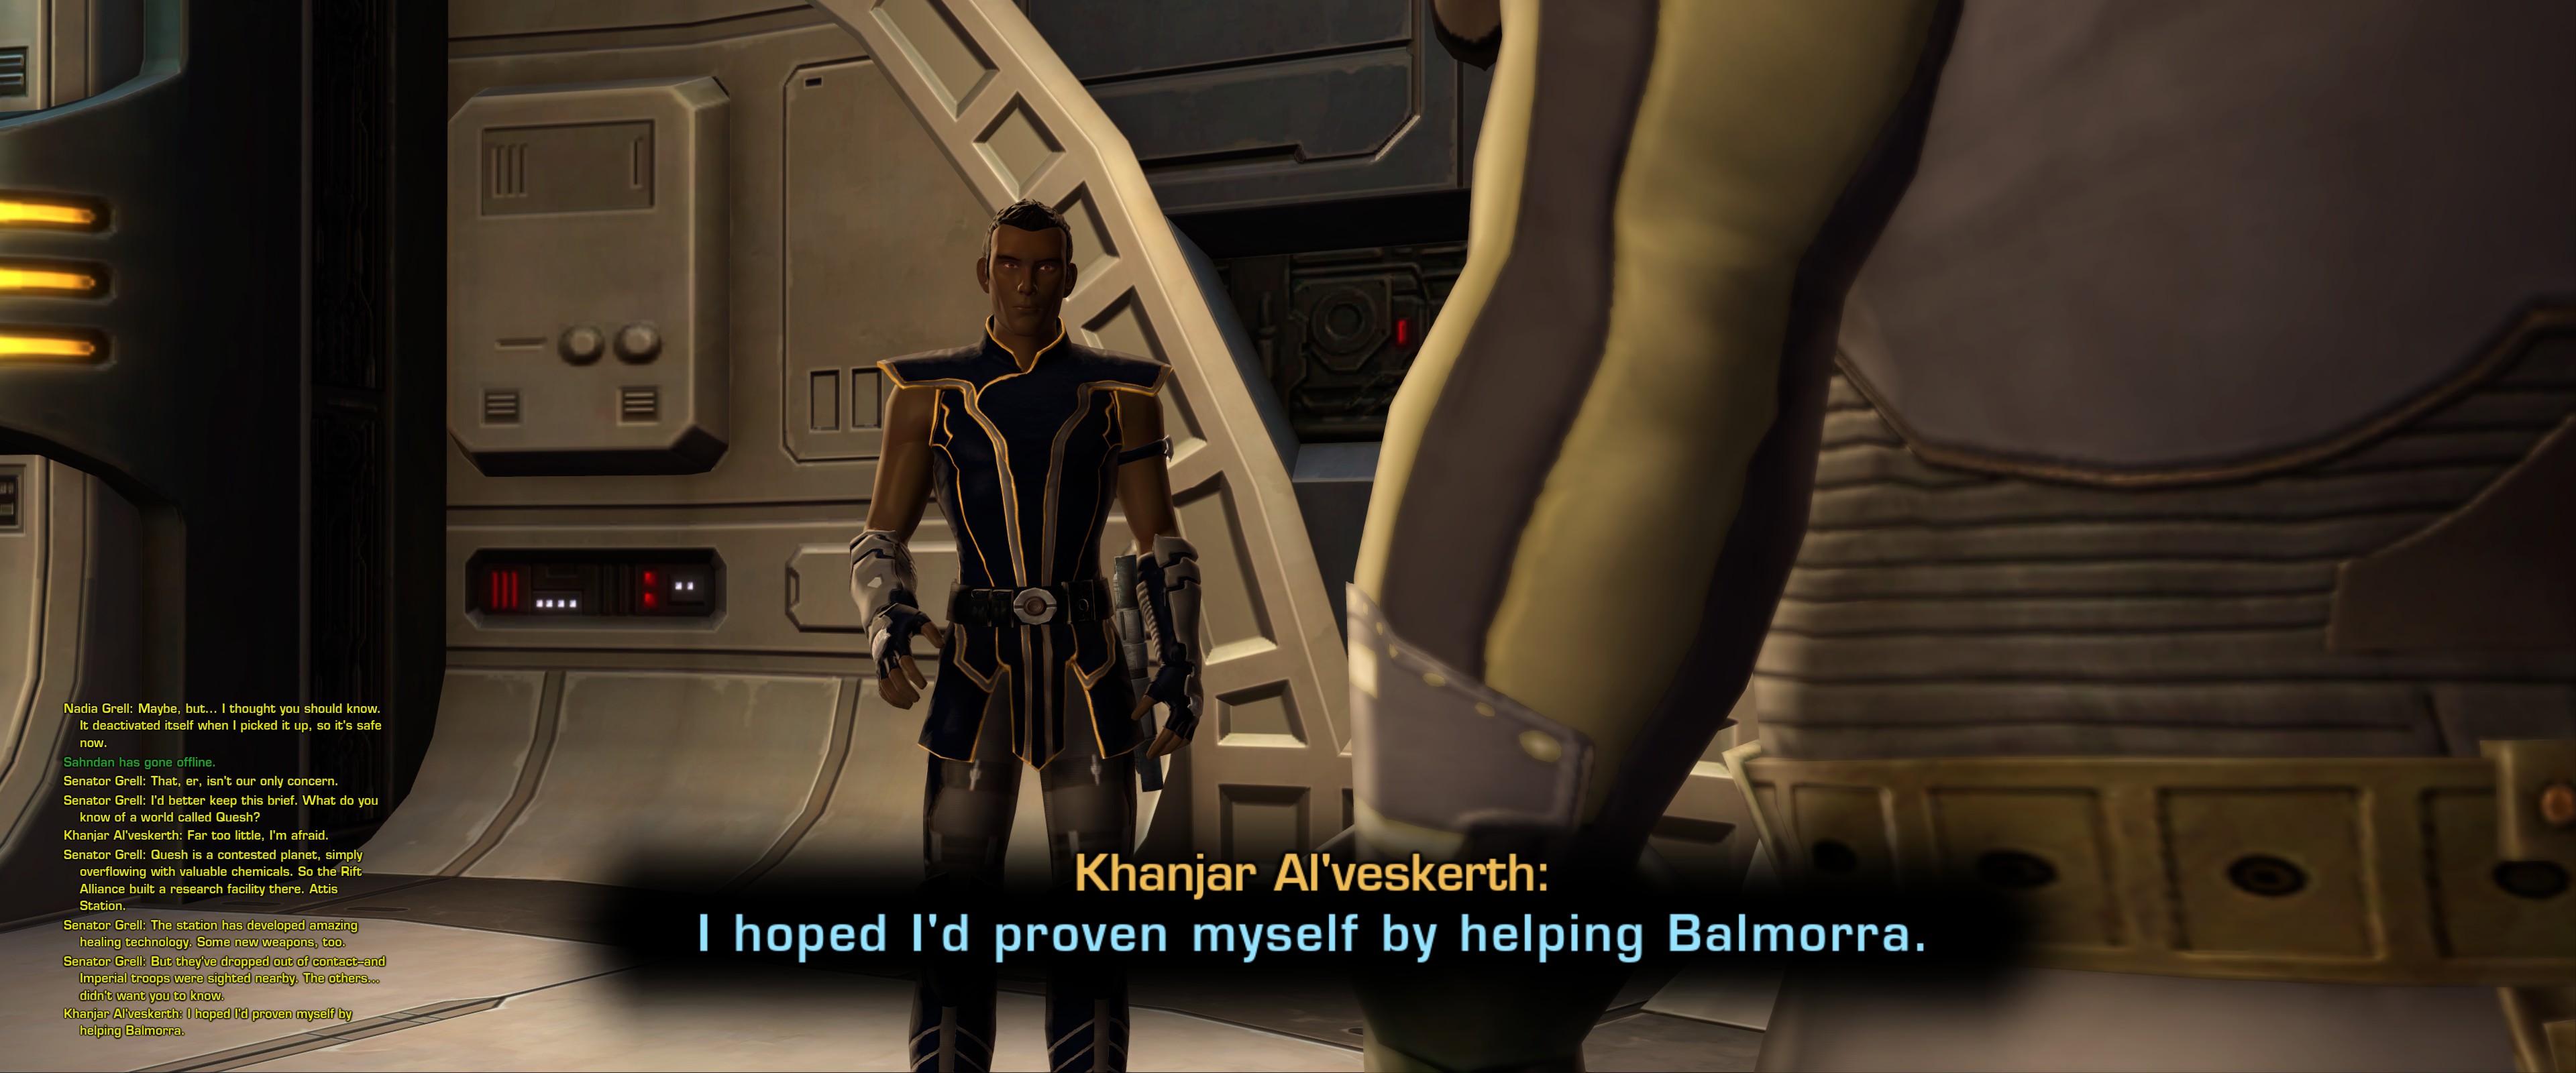 Nadia Grell: Maybe, but... I thought you should know.
It deactivated itself when I picked it up, so it's safe
now.
Sahndan has gone offline.
Senator Grell: That, er, isn't our only concern.
Senator Grell: I'd better keep this brief. What do you
know of a world called Quesh?
Khanjar Al'veskerth: Far too little, I'm afraid.
Senator Grell: Quesh is a contested planet, simply
overflowing with valuable chemicals. So the Rift
Alliance built a research facility there. Attis
Station.
Senator Grell: The station has developed amazing
healing technology. Some new weapons, too.
Senator Grell: But they've dropped out of contact–and
Imperial troops were sighted nearby. The others...
didn't want you to know.
Khanjar Al'veskerth: I hoped I'd proven myself by
helping Balmorra.
Khanjar Al'veskerth:
I hoped I'd proven myself by helping Balmorra.